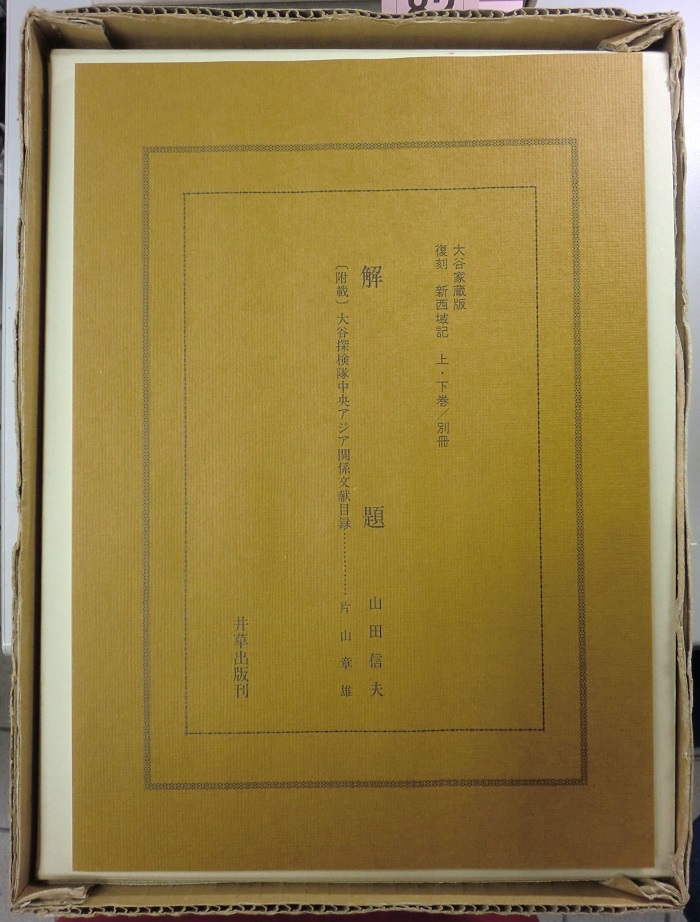 大谷家蔵版
復刻　新西域記　上・下巻／別冊
解　題　山田信夫
〔附載〕大谷探検隊中央アジア関係文献目録……………片山章雄
井草出版刊